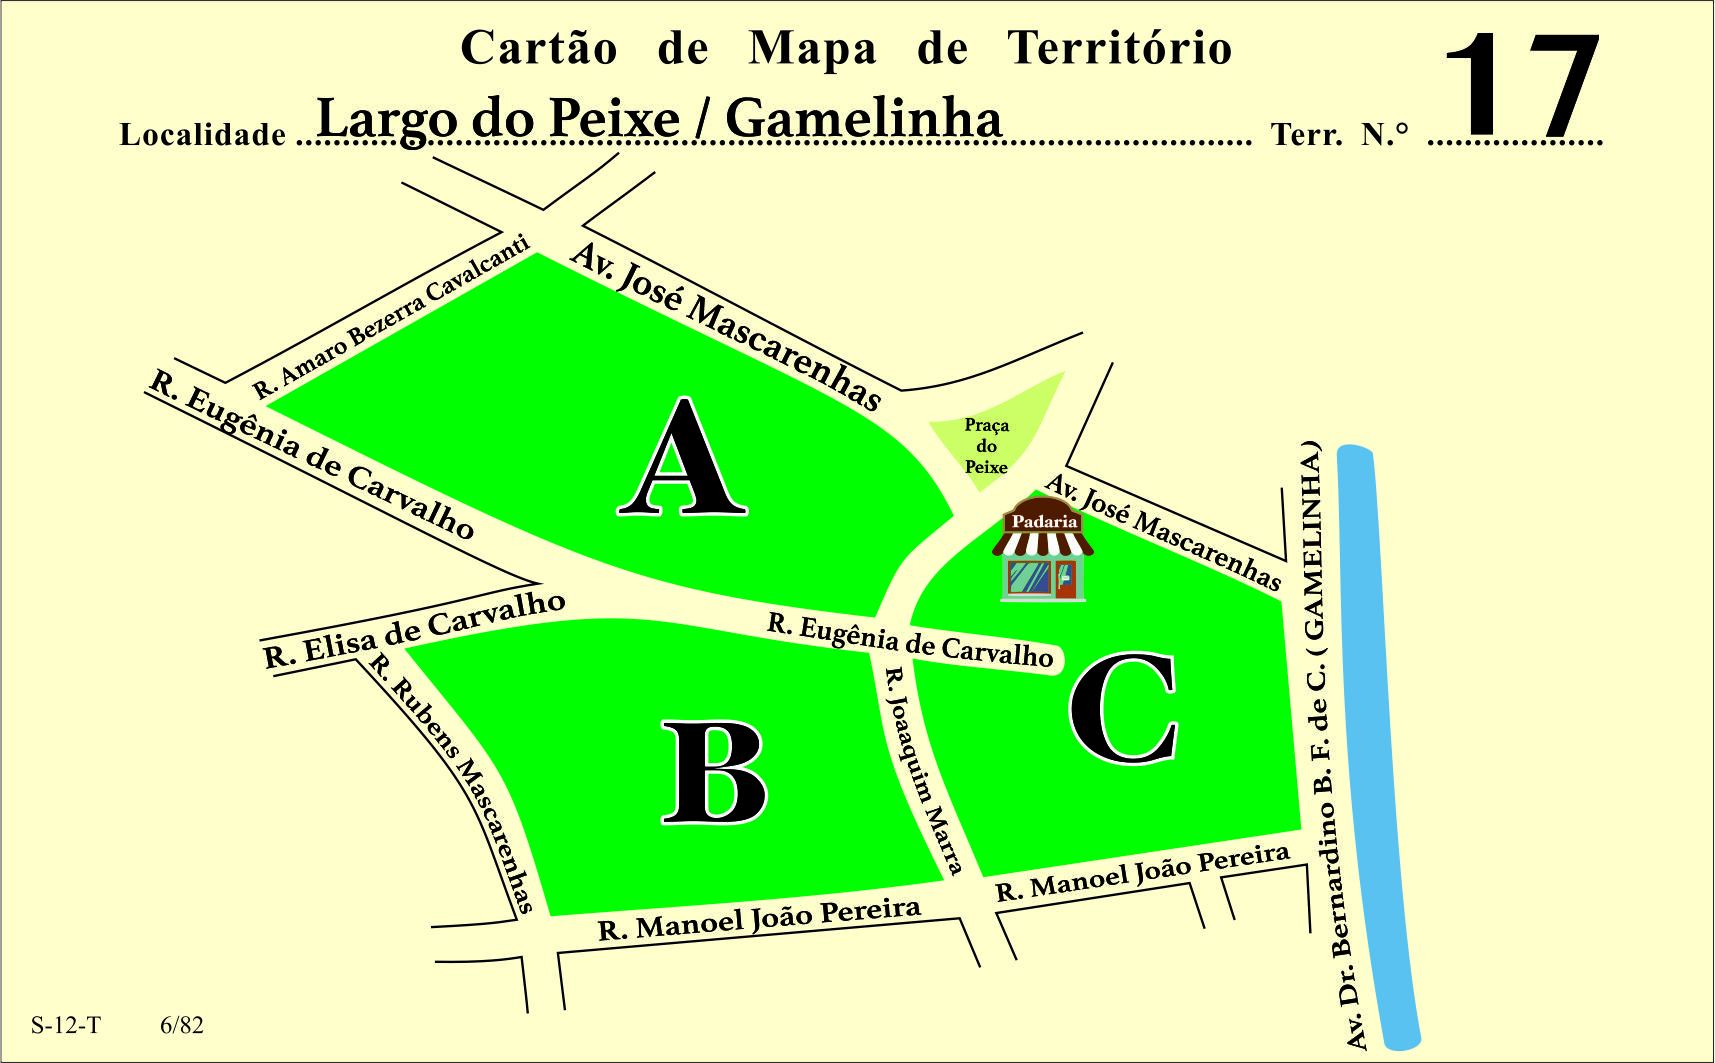 Cartão de Mapa de Território
17
Localidade Largo do Peixe / Gamelinha Terr. N.°
R. Amaro Bezerra Cavalcanti
Av. José Mascarenhas
R. Eugênia de Carvalho
A
Praça
do
Peixe
Av. José Mascarenhas
Padaria
R. Elisa de Carvalho
R. Eugênia de Carvalho
R. Rubens Mascarenhas
B
R. Joaaquim Marra
C
Av. Dr. Bernardino B. F. de C. ( GAMELINHA)
R. Manoel João Pereira
R. Manoel João Pereira
S-12-T 6/82